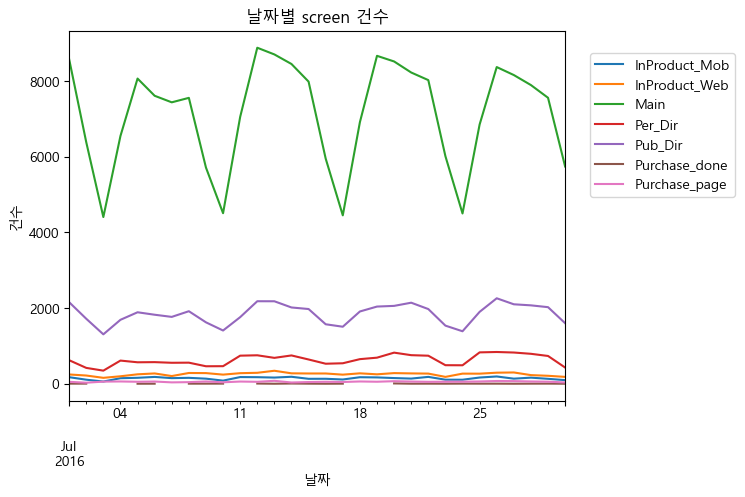 날짜별 screen 건수
8000
6000
4000
2000
0
건수
04
11
18
25
Jul
2016
날짜
InProduct_Mob
InProduct_Web
Main
Per_Dir
Pub_Dir
Purchase_done
Purchase_page